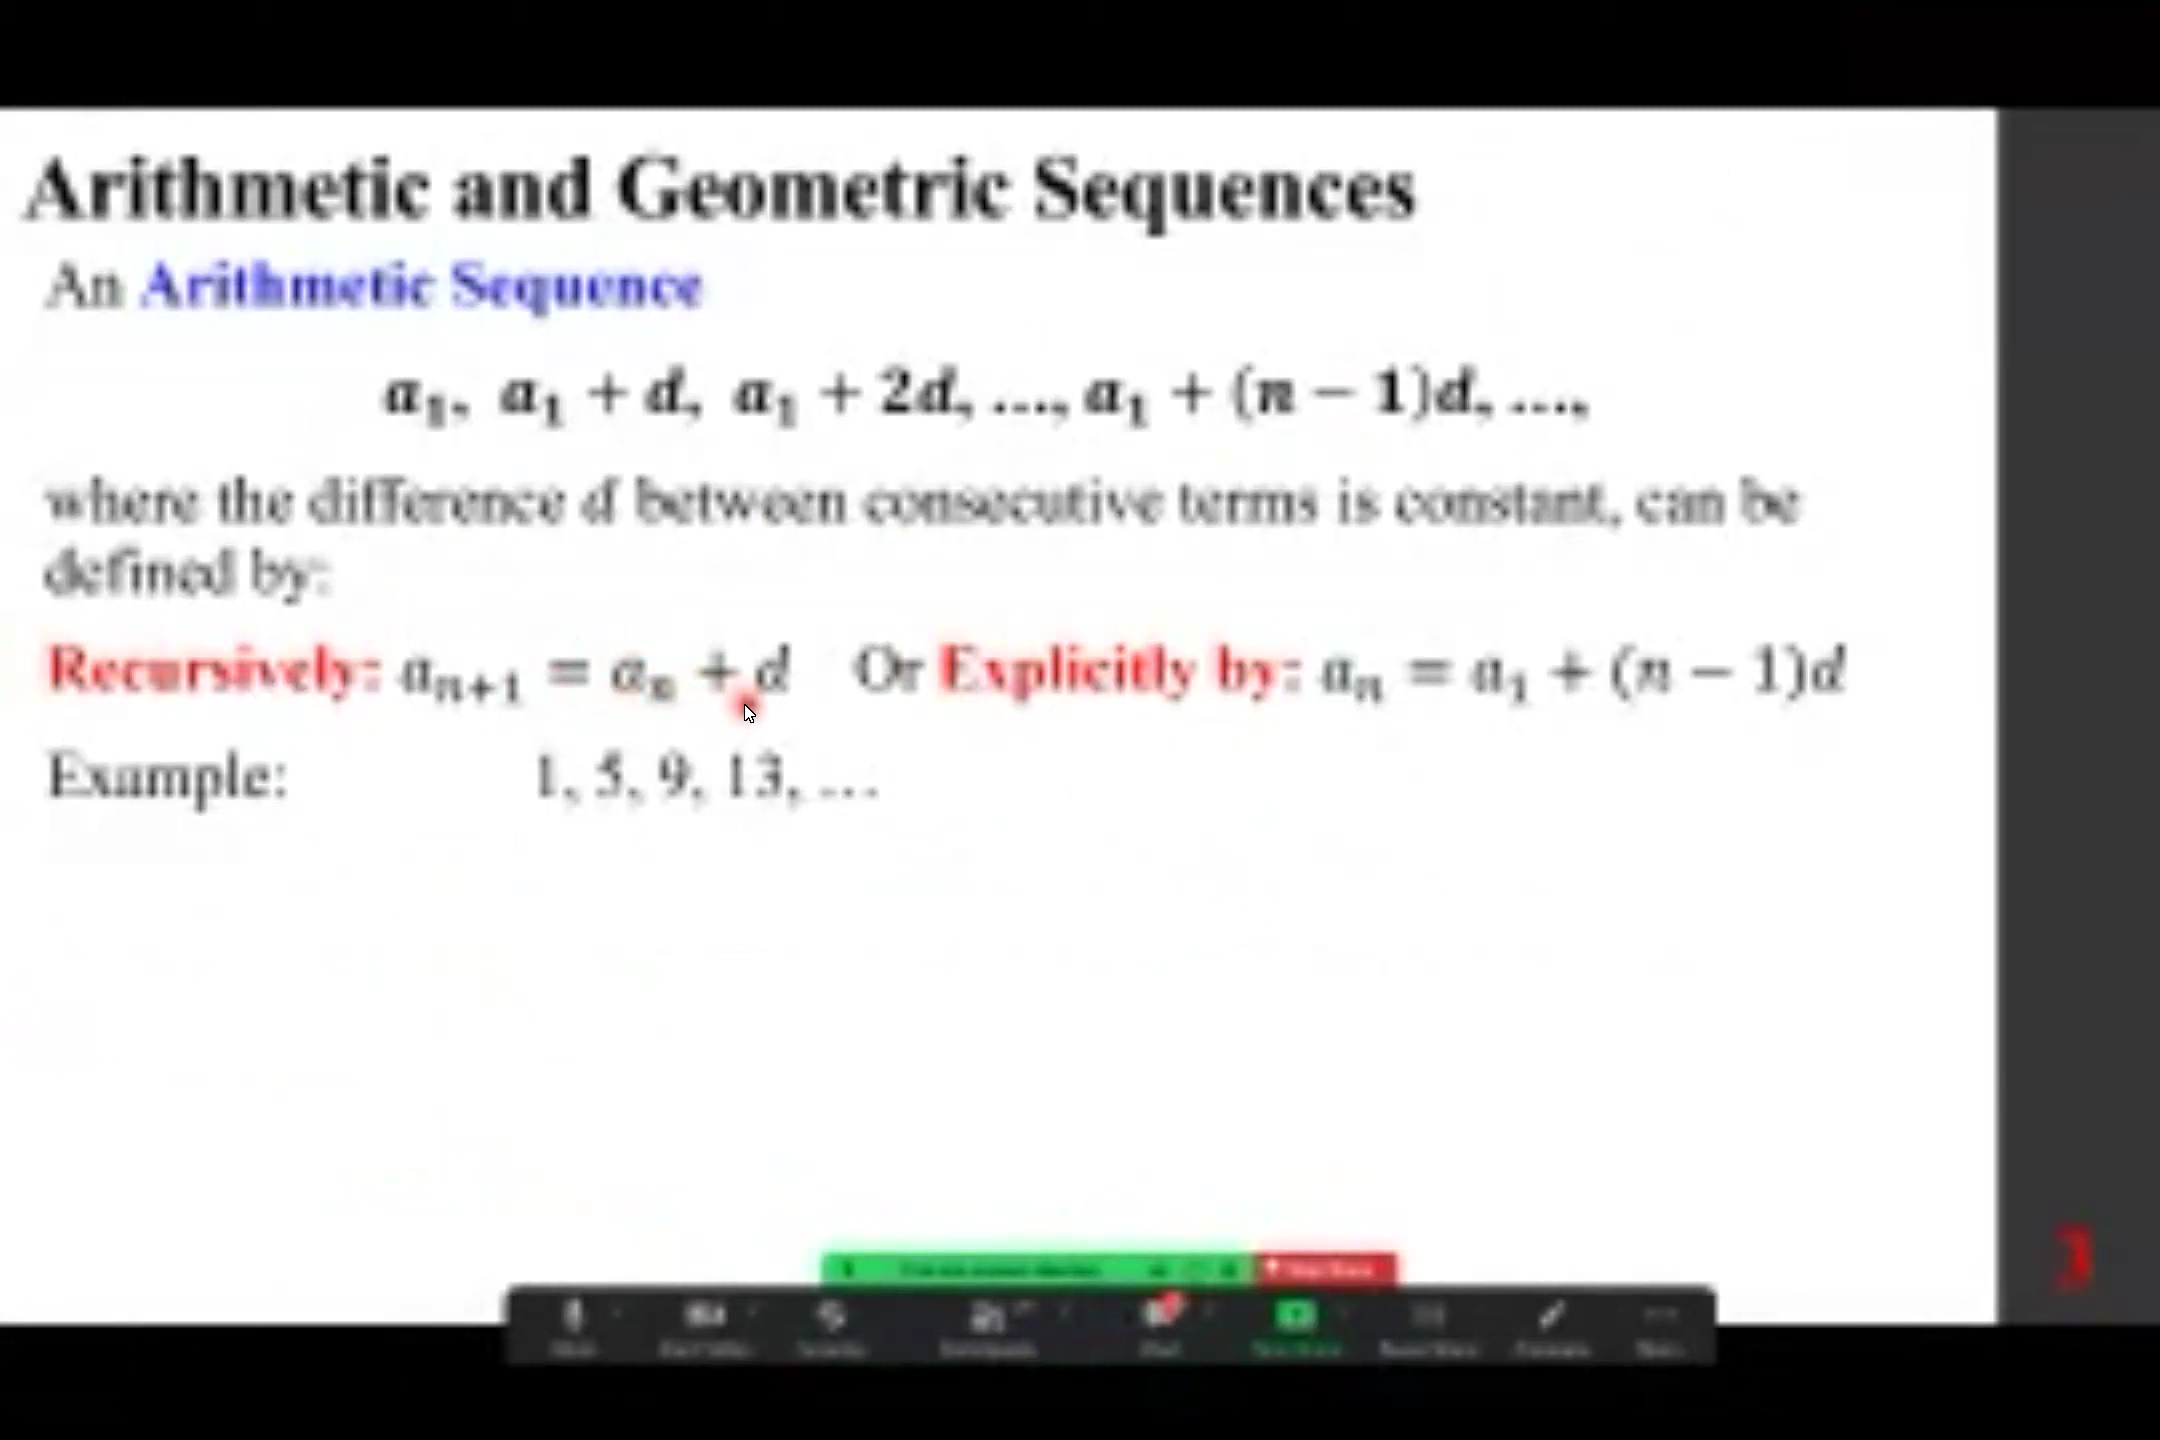 Arithmetic and Geometric Sequences
An Arithmetic Sequence
a₁, a₁ + d, a₁ + 2d, …, a₁ + (n − 1)d, …,
where the difference d between consecutive terms is constant, can be
defined by:
Recursively: aₙ₊₁ = aₙ + d Or Explicitly by: aₙ = a₁ + (n − 1)d
Example: 1, 5, 9, 13, …
3